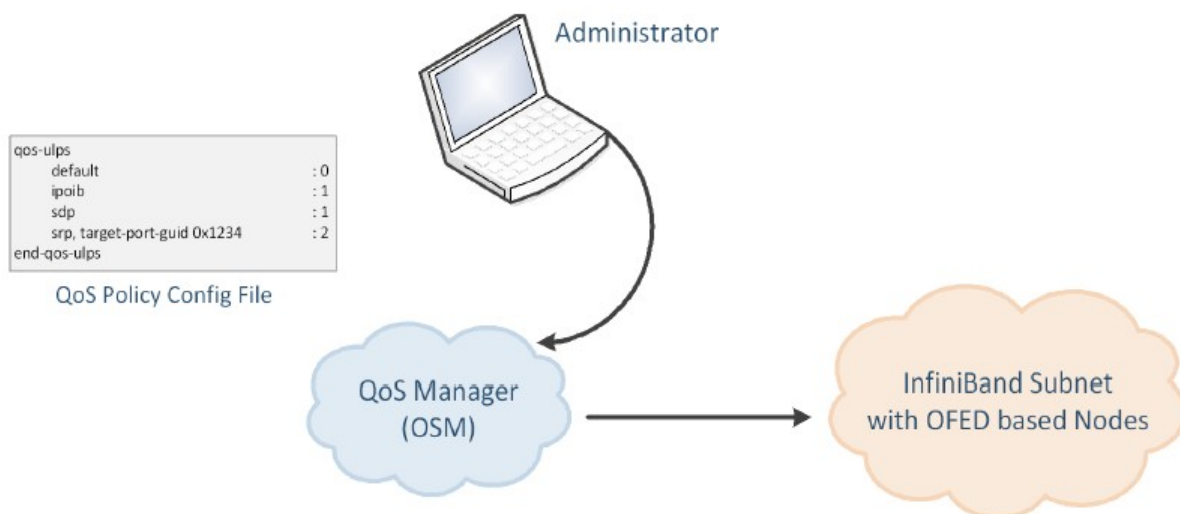 Administrator
qos-ulps
default : 0
ipoib : 1
sdp : 1
srp, target-port-guid 0x1234 : 2
end-qos-ulps
QoS Policy Config File
QoS Manager
(OSM)
InfiniBand Subnet
with OFED based Nodes